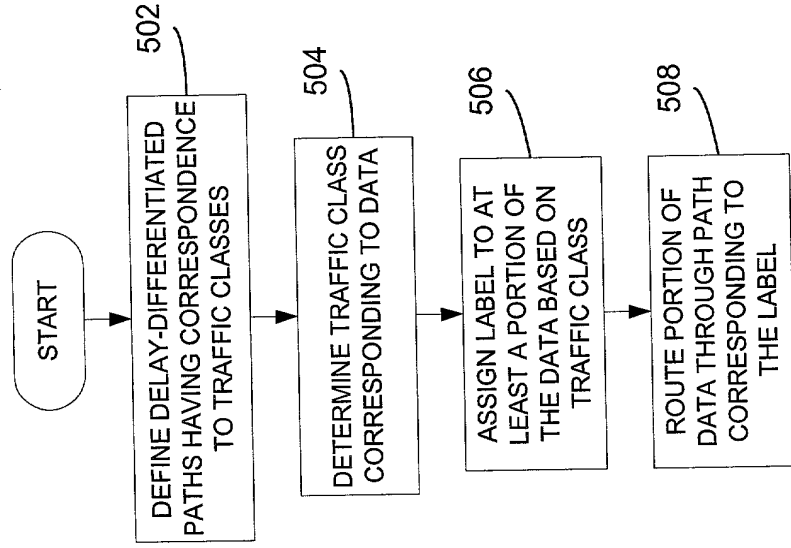 START
DEFINE DELAY-DIFFERENTIATED
PATHS HAVING CORRESPONDENCE
TO TRAFFIC CLASSES
502
DETERMINE TRAFFIC CLASS
CORRESPONDING TO DATA
504
ASSIGN LABEL TO AT
LEAST A PORTION OF
THE DATA BASED ON
TRAFFIC CLASS
506
ROUTE PORTION OF
DATA THROUGH PATH
CORRESPONDING TO
THE LABEL
508